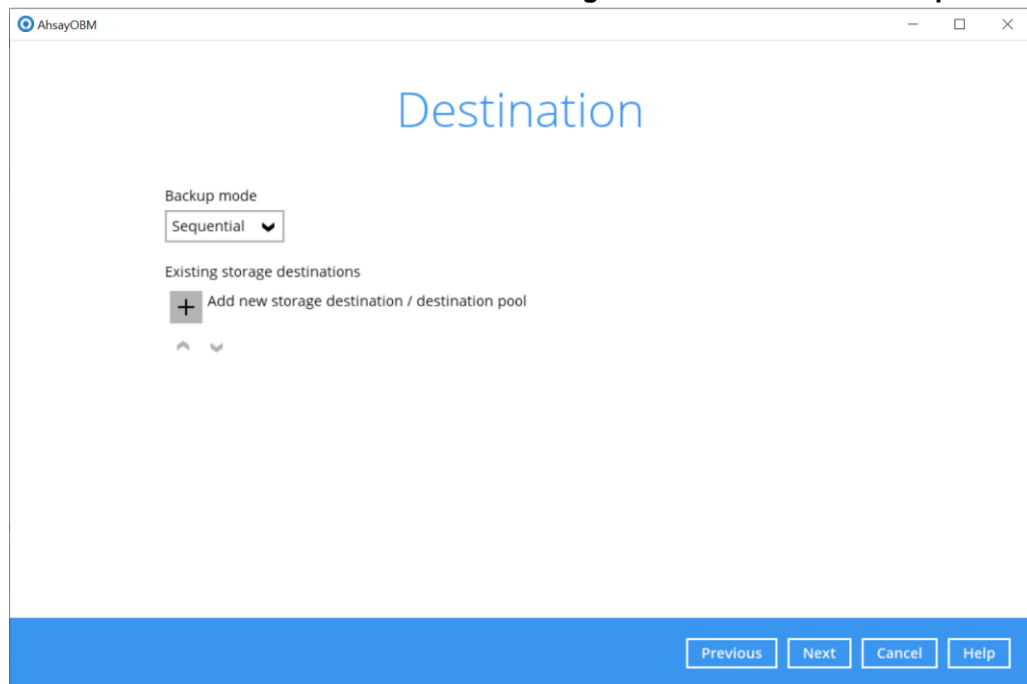 AhsayOBM
Destination
Backup mode
Sequential
Existing storage destinations
Add new storage destination / destination pool
Previous Next Cancel Help